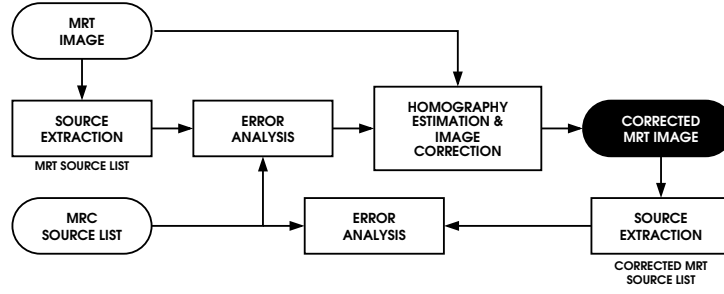 MRT
IMAGE
SOURCE
EXTRACTION
MRT SOURCE LIST
ERROR
ANALYSIS
HOMOGRAPHY
ESTIMATION &
IMAGE
CORRECTION
CORRECTED
MRT IMAGE
MRC
SOURCE LIST
ERROR
ANALYSIS
SOURCE
EXTRACTION
CORRECTED MRT
SOURCE LIST